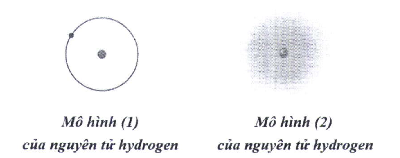 Mô hình (1)
của nguyên tử hydrogen
Mô hình (2)
của nguyên tử hydrogen